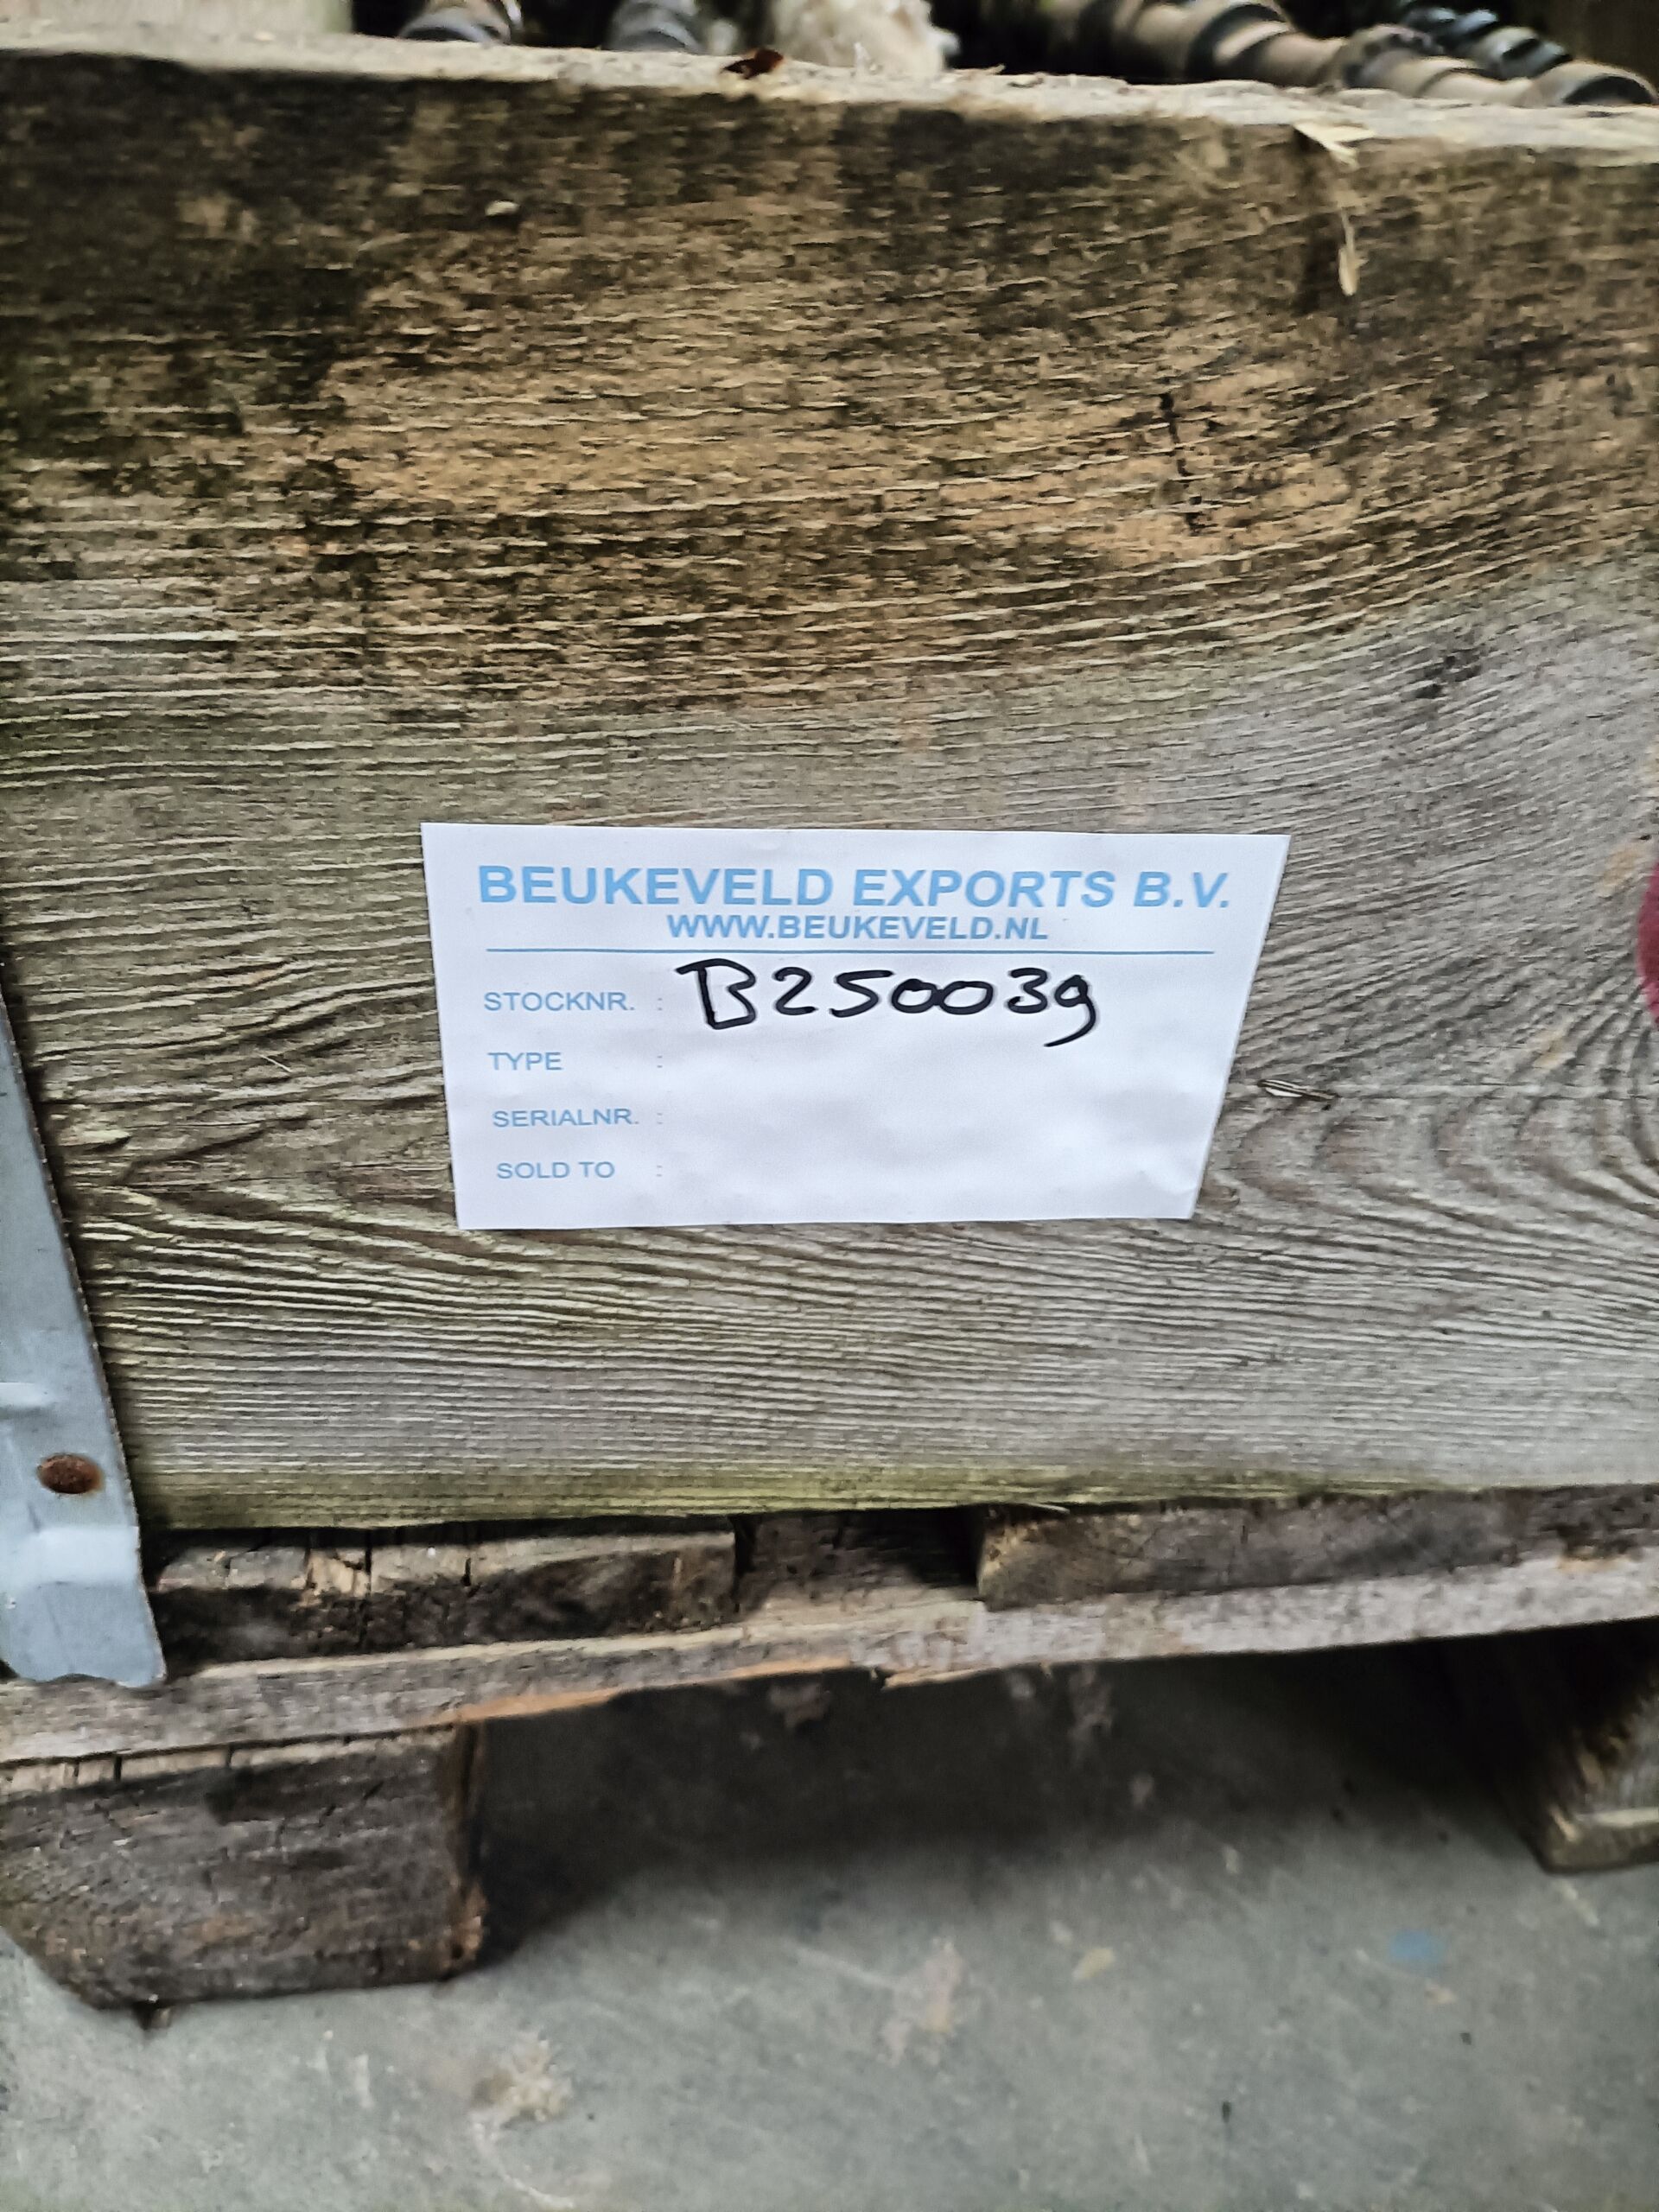 BEUKEVELD EXPORTS B.V.
WWW.BEUKEVELD.NL
STOCKNR. : B250039
TYPE :
SERIALNR. :
SOLD TO :